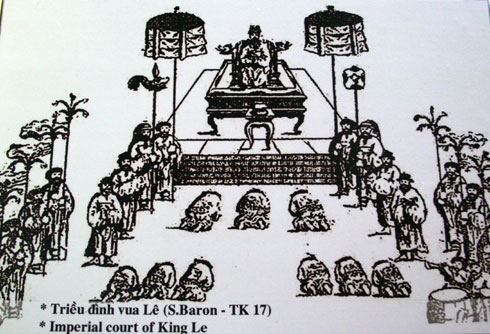 * Triều đình vua Lê (S.Baron - TK 17)
* Imperial court of King Le